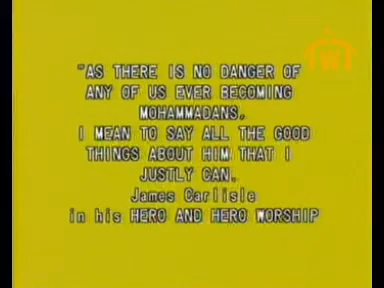 "AS THERE IS NO DANGER OF
ANY OF US EVER BECOMING
MOHAMMADANS,
I MEAN TO SAY ALL THE GOOD
THINGS ABOUT HIM THAT I
JUSTLY CAN.
James Carlisle
in his HERO AND HERO WORSHIP